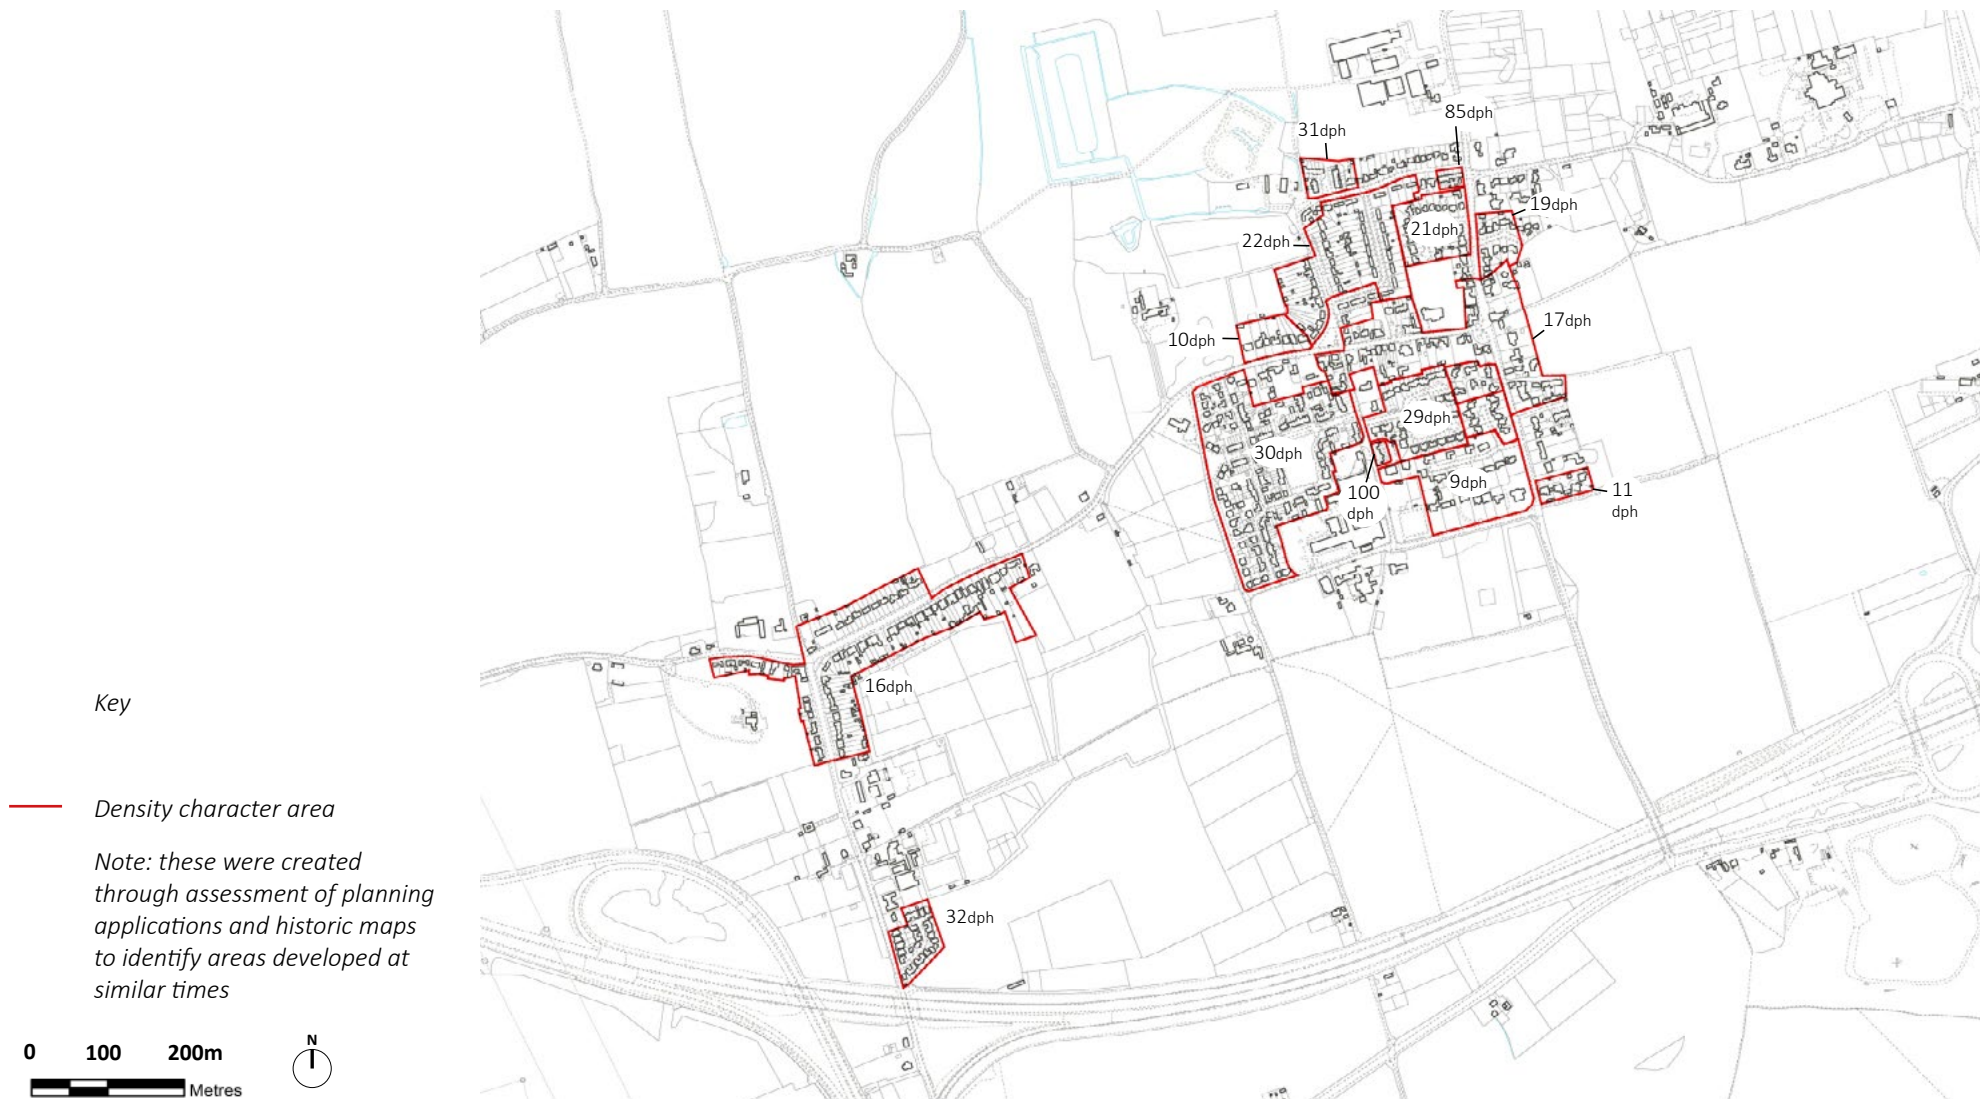 85dph
31dph
19dph
21dph
22dph
17dph
10dph
29dph
30dph
9dph
100
dph
11
dph
16dph
32dph
Key
Density character area
Note: these were created
through assessment of planning
applications and historic maps
to identify areas developed at
similar times
0 100 200m
Metres
N